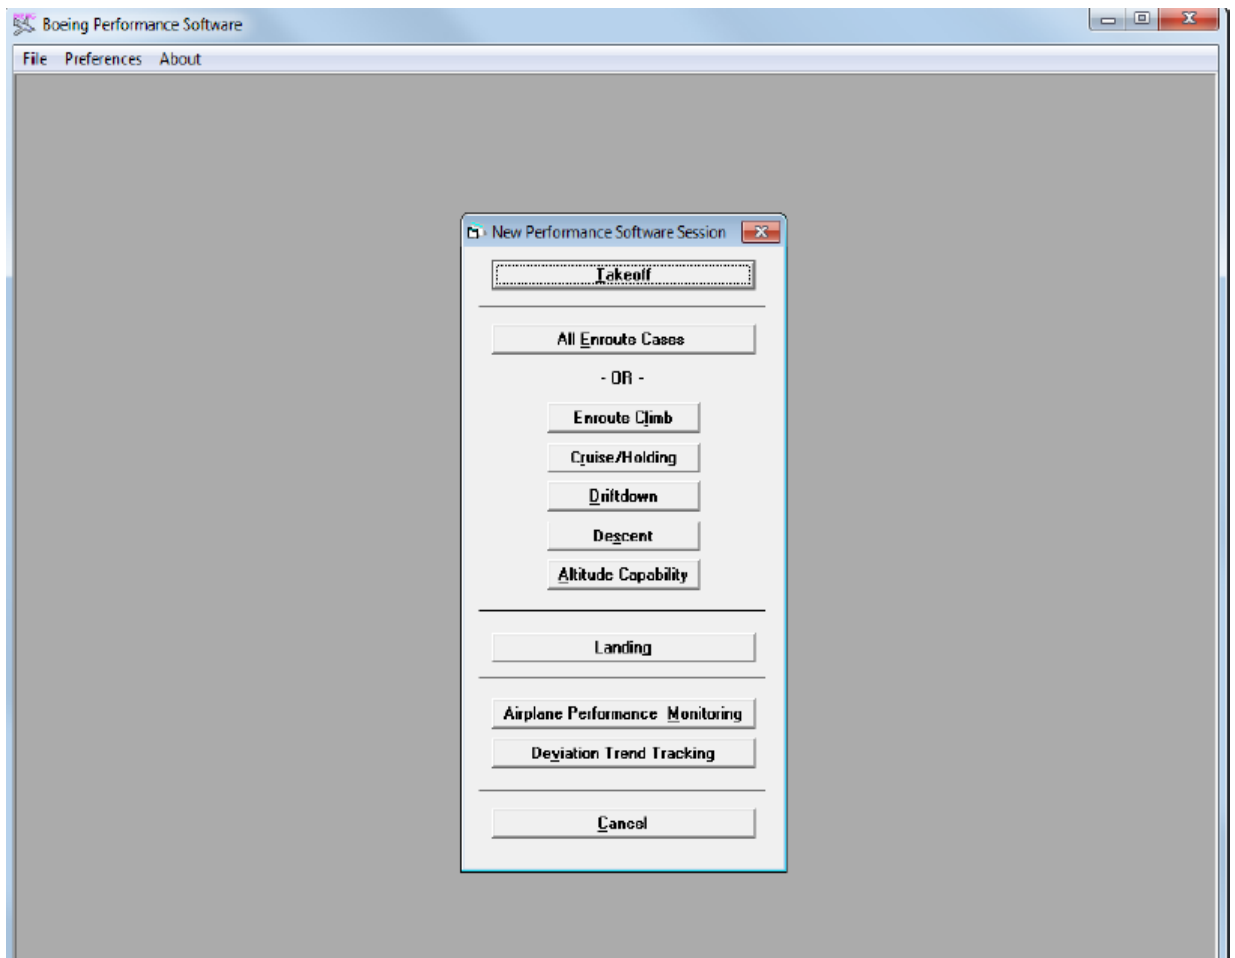 Boeing Performance Software
File Preferences About
New Performance Software Session
Takeoff
All Enroute Cases
- OR -
Enroute Climb
Cruise/Holding
Driftdown
Descent
Altitude Capability
Landing
Airplane Performance Monitoring
Deviation Trend Tracking
Cancel